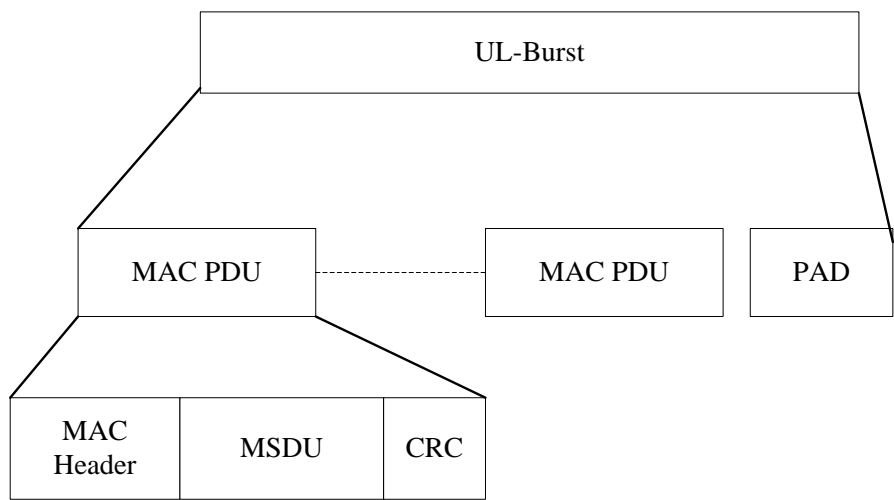 UL-Burst
MAC PDU
MAC PDU
PAD
MAC
Header
MSDU
CRC